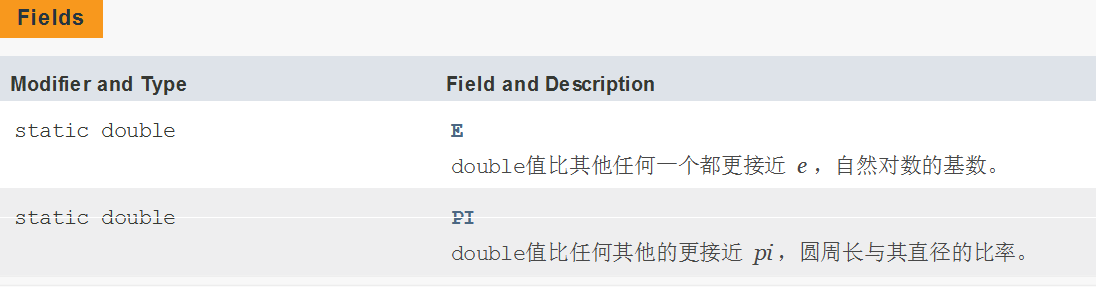 Fields
Modifier and Type Field and Description
static double E
double值比其他任何一个都更接近 e ，自然对数的基数。
static double PI
double值比任何其他的更接近 pi ，圆周长与其直径的比率。